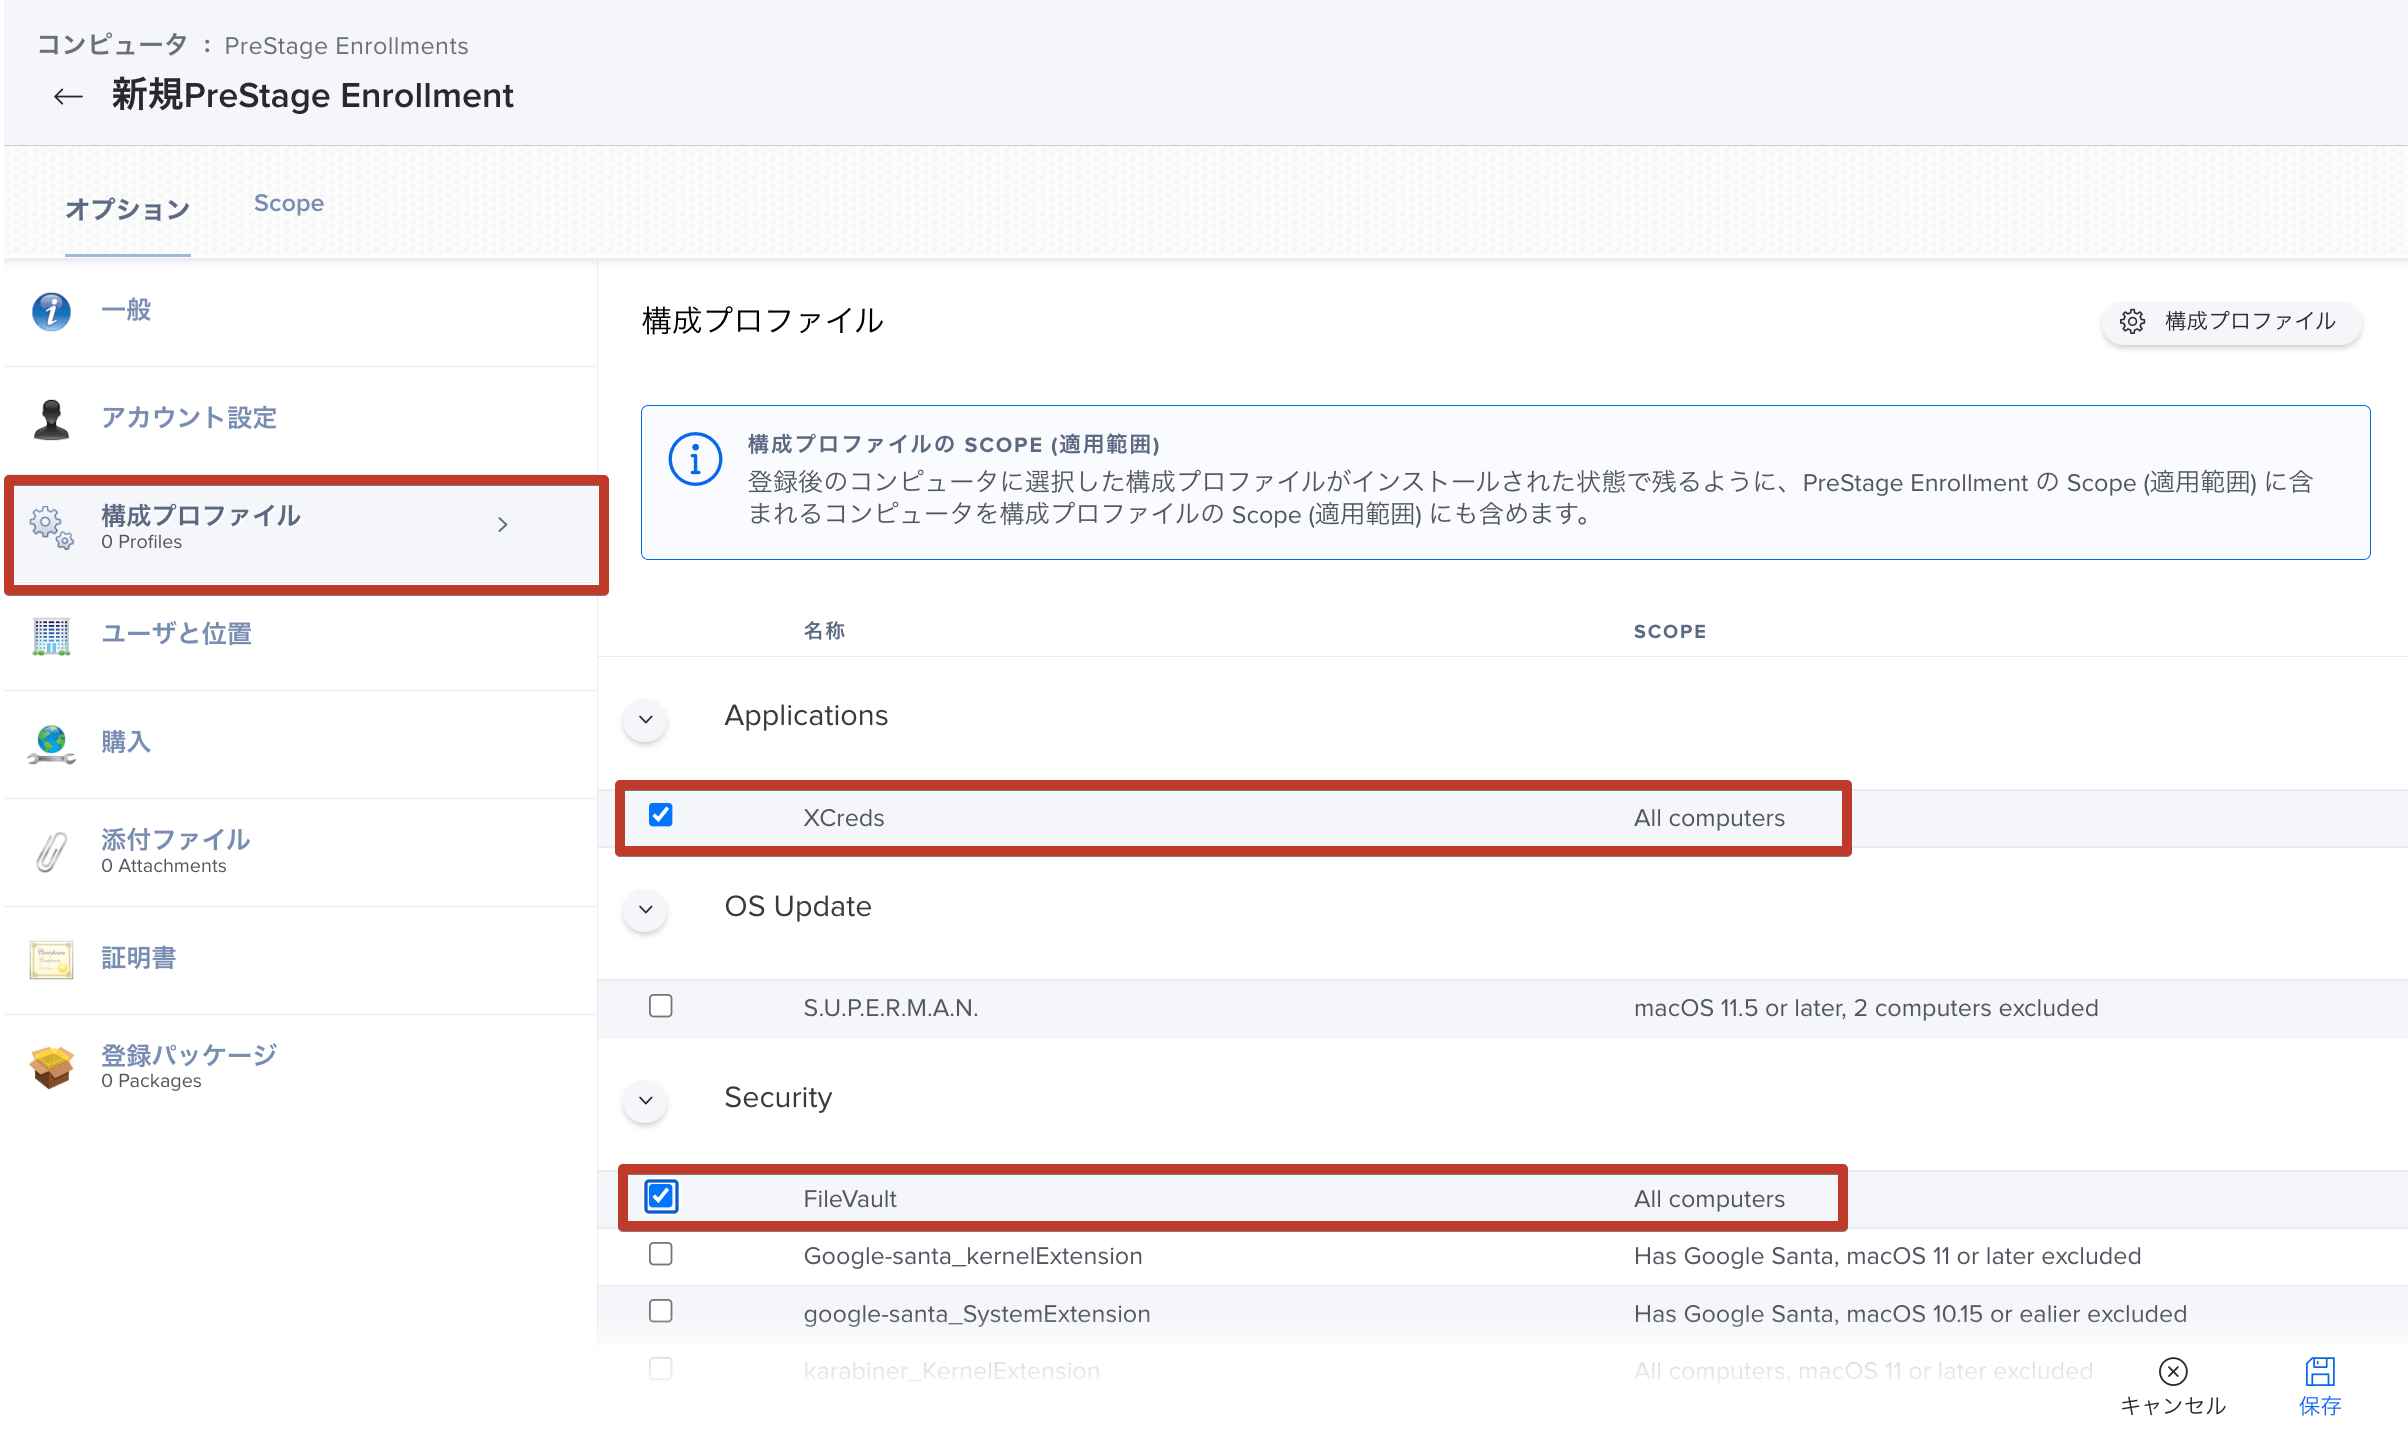 コンピュータ : PreStage Enrollments
← 新規PreStage Enrollment
オプション Scope
一般
アカウント設定
構成プロファイル
0 Profiles
ユーザと位置
購入
添付ファイル
0 Attachments
証明書
登録パッケージ
0 Packages
構成プロファイル
構成プロファイル
構成プロファイルの SCOPE (適用範囲)
登録後のコンピュータに選択した構成プロファイルがインストールされた状態で残るように、PreStage Enrollment の Scope (適用範囲) に含
まれるコンピュータを構成プロファイルの Scope (適用範囲) にも含めます。
名称 SCOPE
Applications
XCreds All computers
OS Update
S.U.P.E.R.M.A.N. macOS 11.5 or later, 2 computers excluded
Security
FileVault All computers
Google-santa_kernelExtension Has Google Santa, macOS 11 or later excluded
google-santa_SystemExtension Has Google Santa, macOS 10.15 or ealier excluded
karabiner_KernelExtension All computers, macOS 11 or later excluded
キャンセル 保存